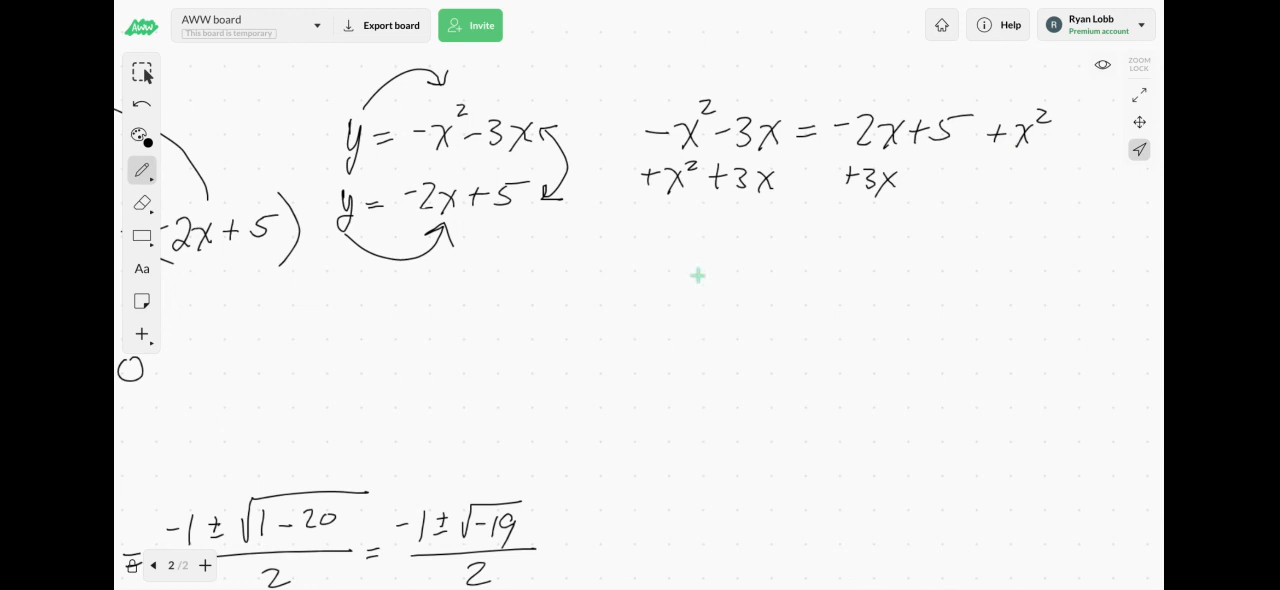 AWW board
This board is temporary
Export board
Invite
Help
R
Ryan Lobb
Premium account
AWW
ZOOM
LOCK
y = -x² - 3x
y = -2x + 5
-x² - 3x = -2x + 5 + x²
+x² + 3x +3x
-2x + 5)
Aa
0
= -1 ± √1 - 20 / 2 = -1 ± √-19 / 2
2 / 2